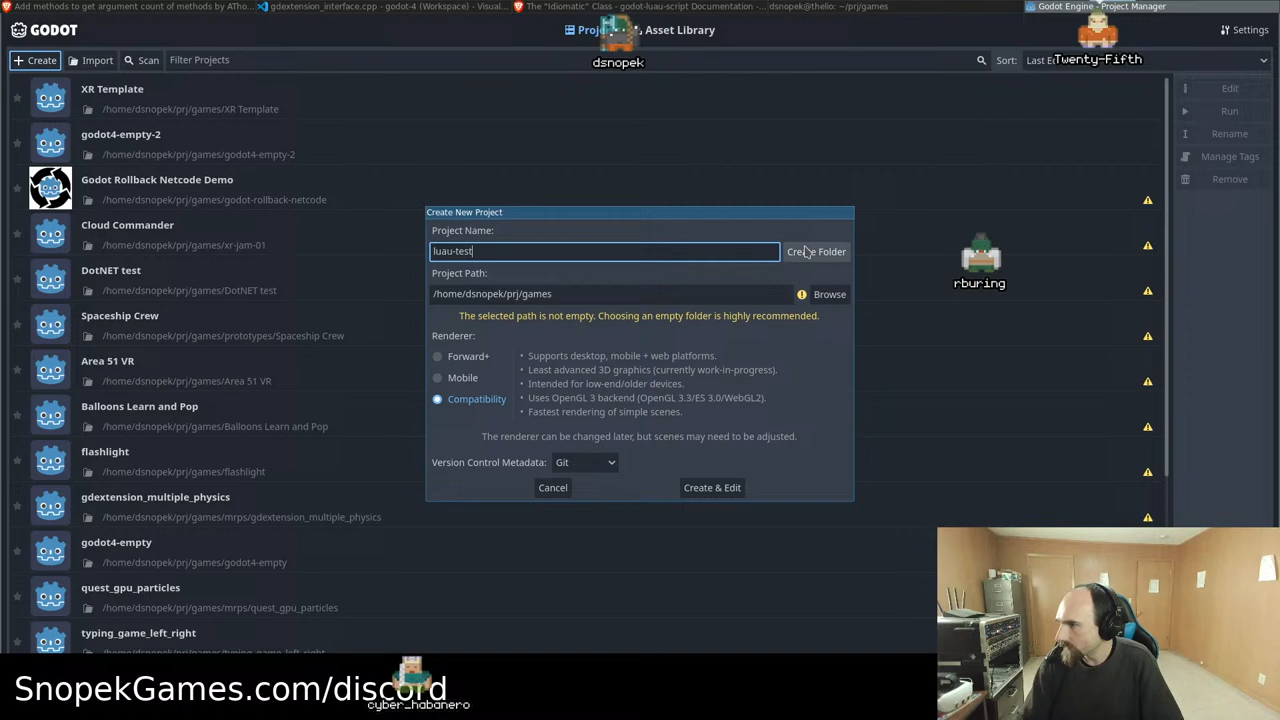 Add methods to get argument count of methods by ATho...
gdextension_interface.cpp - godot-4 (Workspace) - Visual...
The "Idiomatic" Class - godot-luau-script Documentation -...
dsnopek@thelio: ~/prj/games
Godot Engine - Project Manager
GODOT
Proje
Asset Library
Settings
dsnopek
Twenty-Fifth
Create
Import
Scan
Filter Projects
Sort:
Last E
Edit
Run
Rename
Manage Tags
Remove
XR Template
/home/dsnopek/prj/games/XR Template
godot4-empty-2
/home/dsnopek/prj/games/godot4-empty-2
Godot Rollback Netcode Demo
/home/dsnopek/prj/games/godot-rollback-netcode
Cloud Commander
/home/dsnopek/prj/games/xr-jam-01
DotNET test
/home/dsnopek/prj/games/DotNET test
Spaceship Crew
/home/dsnopek/prj/games/prototypes/Spaceship Crew
Area 51 VR
/home/dsnopek/prj/games/Area 51 VR
Balloons Learn and Pop
/home/dsnopek/prj/games/Balloons Learn and Pop
flashlight
/home/dsnopek/prj/games/flashlight
gdextension_multiple_physics
/home/dsnopek/prj/games/mrps/gdextension_multiple_physics
godot4-empty
/home/dsnopek/prj/games/godot4-empty
quest_gpu_particles
/home/dsnopek/prj/games/mrps/quest_gpu_particles
typing_game_left_right
/home/dsnopek/prj/games/typing_game_left_right
Create New Project
Project Name:
luau-test
Create Folder
Project Path:
/home/dsnopek/prj/games
Browse
The selected path is not empty. Choosing an empty folder is highly recommended.
Renderer:
Forward+
Mobile
Compatibility
• Supports desktop, mobile + web platforms.
• Least advanced 3D graphics (currently work-in-progress).
• Intended for low-end/older devices.
• Uses OpenGL 3 backend (OpenGL 3.3/ES 3.0/WebGL2).
• Fastest rendering of simple scenes.
The renderer can be changed later, but scenes may need to be adjusted.
Version Control Metadata:
Git
Cancel
Create & Edit
rburing
SnopekGames.com/discord
cyber_habanero